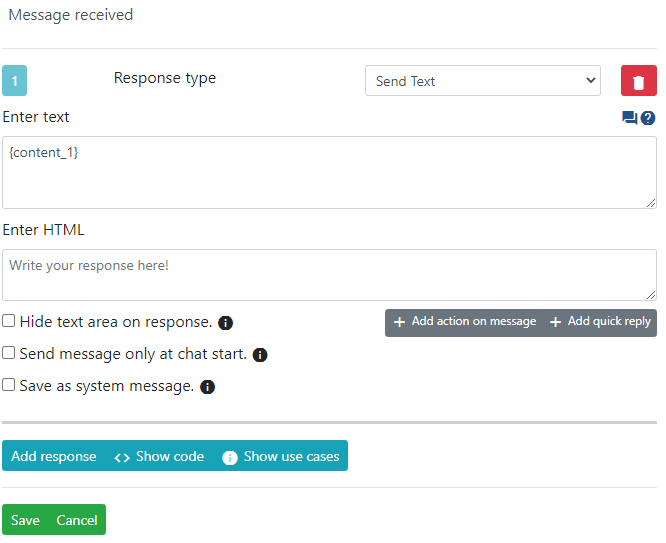 Message received
1 Response type Send Text
Enter text
{content_1}
Enter HTML
Write your response here!
Hide text area on response. + Add action on message + Add quick reply
Send message only at chat start.
Save as system message.
Add response <> Show code Show use cases
Save Cancel